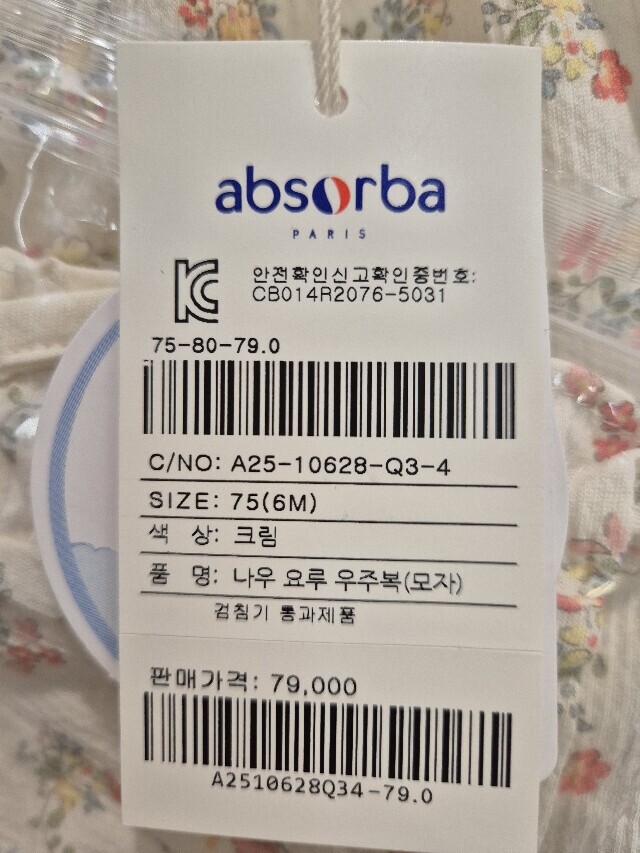 absorba
PARIS
안전확인신고확인증번호:
CB014R2076-5031
75-80-79.0
C/NO: A25-10628-Q3-4
SIZE: 75(6M)
색 상: 크림
품 명: 나우 요루 우주복(모자)
검침기 통과제품
판매가격: 79,000
A2510628Q34-79.0